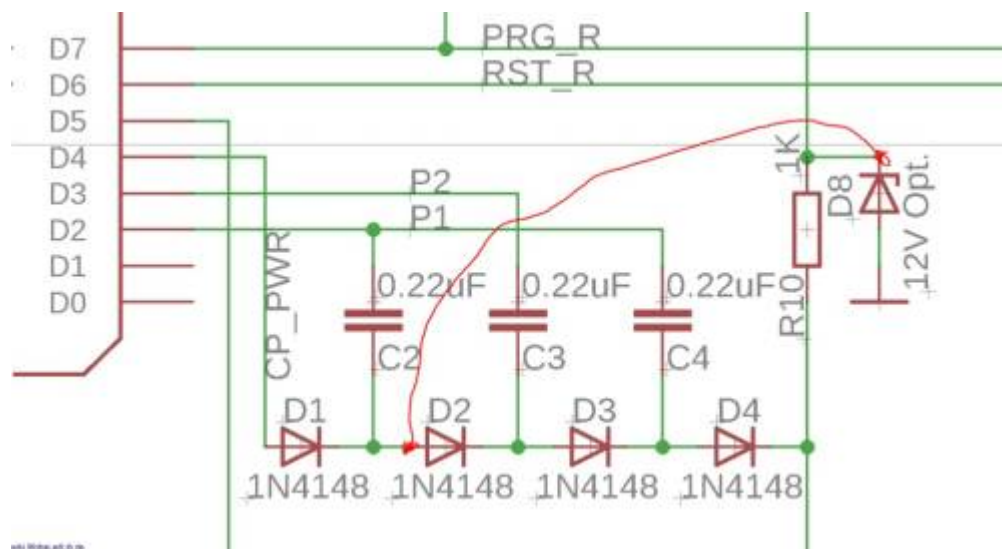 D7
D6
D5
D4
D3
D2
D1
D0
PRG_R
RST_R
P2
P1
CP_PWR
0.22uF
0.22uF
0.22uF
C2
C3
C4
1K
R10
D8
12V Opt.
D1
D2
D3
D4
1N4148
1N4148
1N4148
1N4148